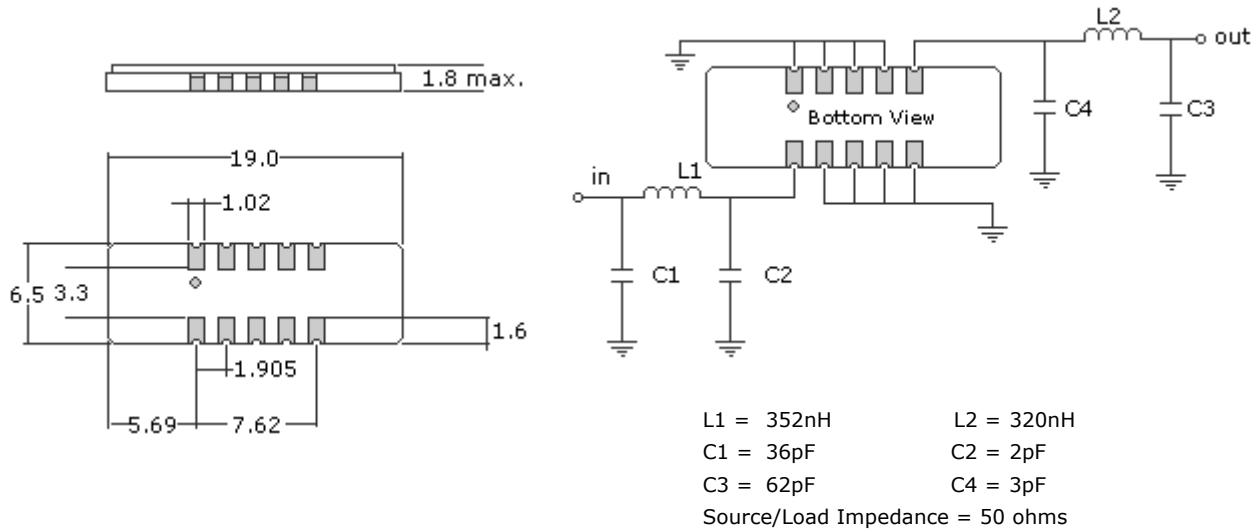 1.8 max.
19.0
1.02
6.5
3.3
1.6
1.905
5.69
7.62
L2
out
C4
C3
Bottom View
in
L1
C1
C2
L1 = 352nH
L2 = 320nH
C1 = 36pF
C2 = 2pF
C3 = 62pF
C4 = 3pF
Source/Load Impedance = 50 ohms